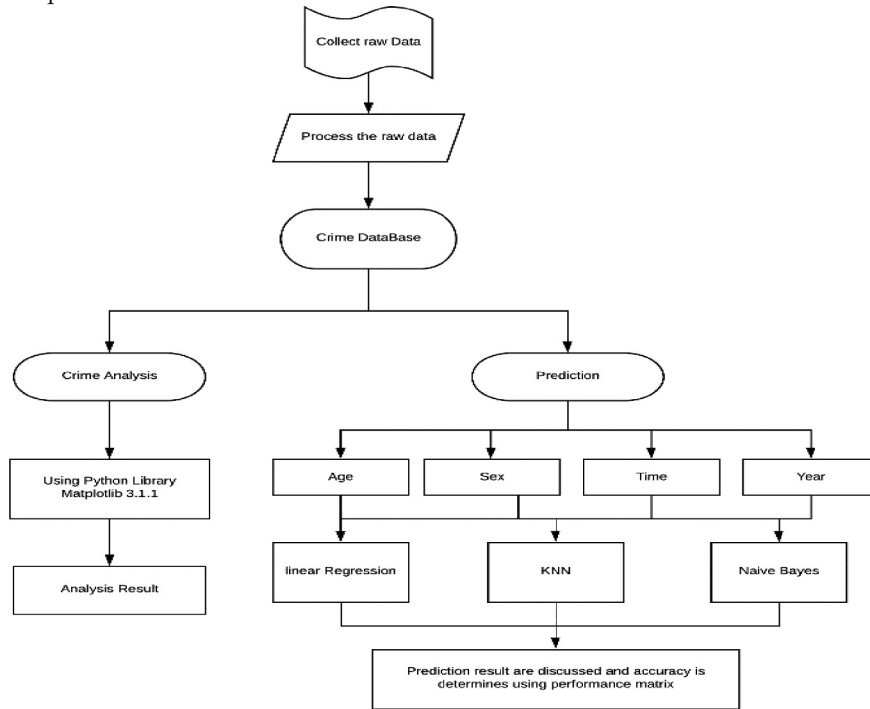 Collect raw Data
Process the raw data
Crime DataBase
Crime Analysis
Prediction
Using Python Library
Matplotlib 3.1.1
Age
Sex
Time
Year
linear Regression
KNN
Naive Bayes
Analysis Result
Prediction result are discussed and accuracy is
determines using performance matrix